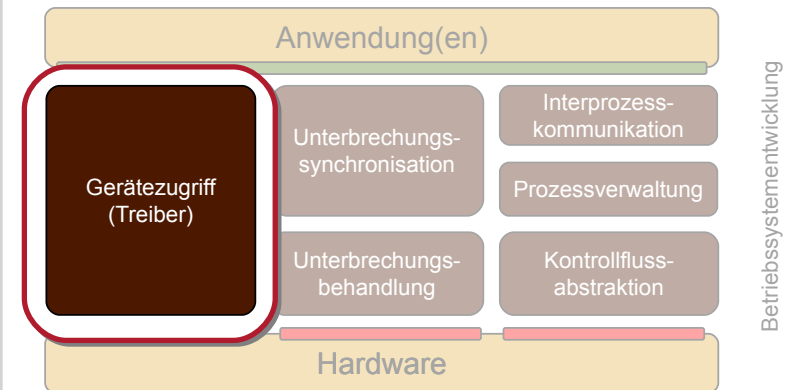 Anwendung(en)
Gerätezugriff
(Treiber)
Unterbrechungs-
synchronisation
Unterbrechungs-
behandlung
Interprozess-
kommunikation
Prozessverwaltung
Kontrollfluss-
abstraktion
Hardware
Betriebssystementwicklung